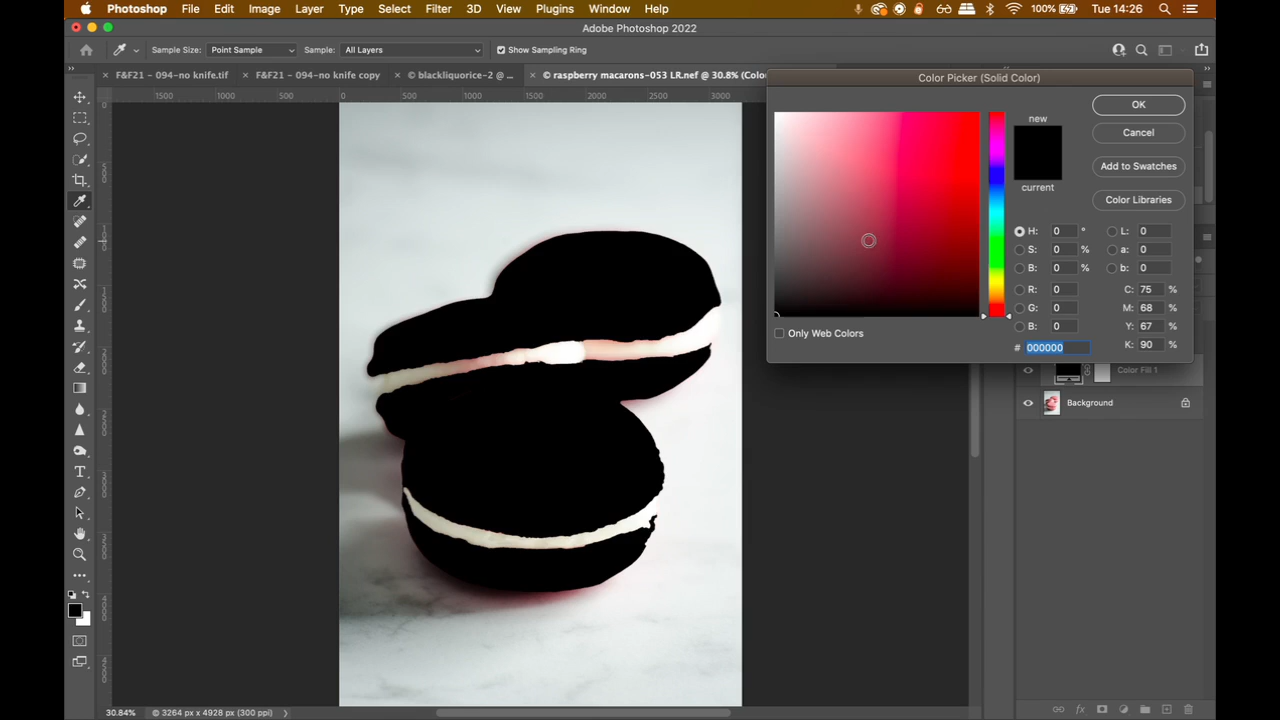 Photoshop File Edit Image Layer Type Select Filter 3D View Plugins Window Help 100% Tue 14:26
Adobe Photoshop 2022
Sample Size: Point Sample Sample: All Layers Show Sampling Ring
× F&F21 - 094-no knife.tif × F&F21 - 094-no knife copy × © blackliquorice-2 @ ... × © raspberry macarons-053 LR.nef @ 30.8% (Colo
Color Picker (Solid Color)
1500 1000 500 0 500 1000 1500 2000 2500 3000
new
current
OK
Cancel
Add to Swatches
Color Libraries
H: 0 ° L: 0
S: 0 % a: 0
B: 0 % b: 0
R: 0 C: 75 %
G: 0 M: 68 %
B: 0 Y: 67 %
# 000000 K: 90 %
Only Web Colors
Color Fill 1
Background
30.84% © 3264 px x 4928 px (300 ppi)